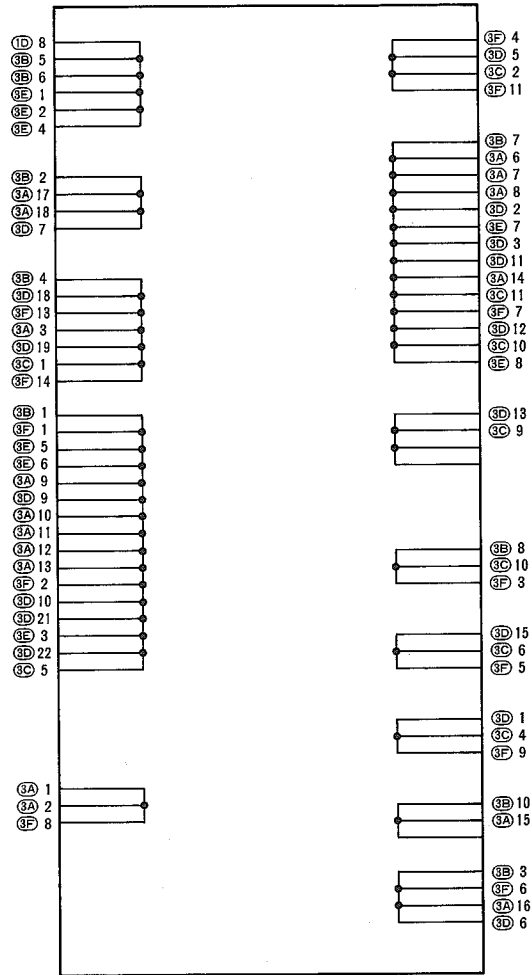 1D 8
3B 5
3B 6
3E 1
3E 2
3E 4
3B 2
3A 17
3A 18
3D 7
3B 4
3D 18
3F 13
3A 3
3D 19
3C 1
3F 14
3B 1
3F 1
3E 5
3E 6
3A 9
3D 9
3A 10
3A 11
3A 12
3A 13
3F 2
3D 10
3D 21
3E 3
3D 22
3C 5
3A 1
3A 2
3F 8
3F 4
3D 5
3C 2
3F 11
3B 7
3A 6
3A 7
3A 8
3D 2
3E 7
3D 3
3D 11
3A 14
3C 11
3F 7
3D 12
3C 10
3E 8
3D 13
3C 9
3B 8
3C 10
3F 3
3D 15
3C 6
3F 5
3D 1
3C 4
3F 9
3B 10
3A 15
3B 3
3F 6
3A 16
3D 6